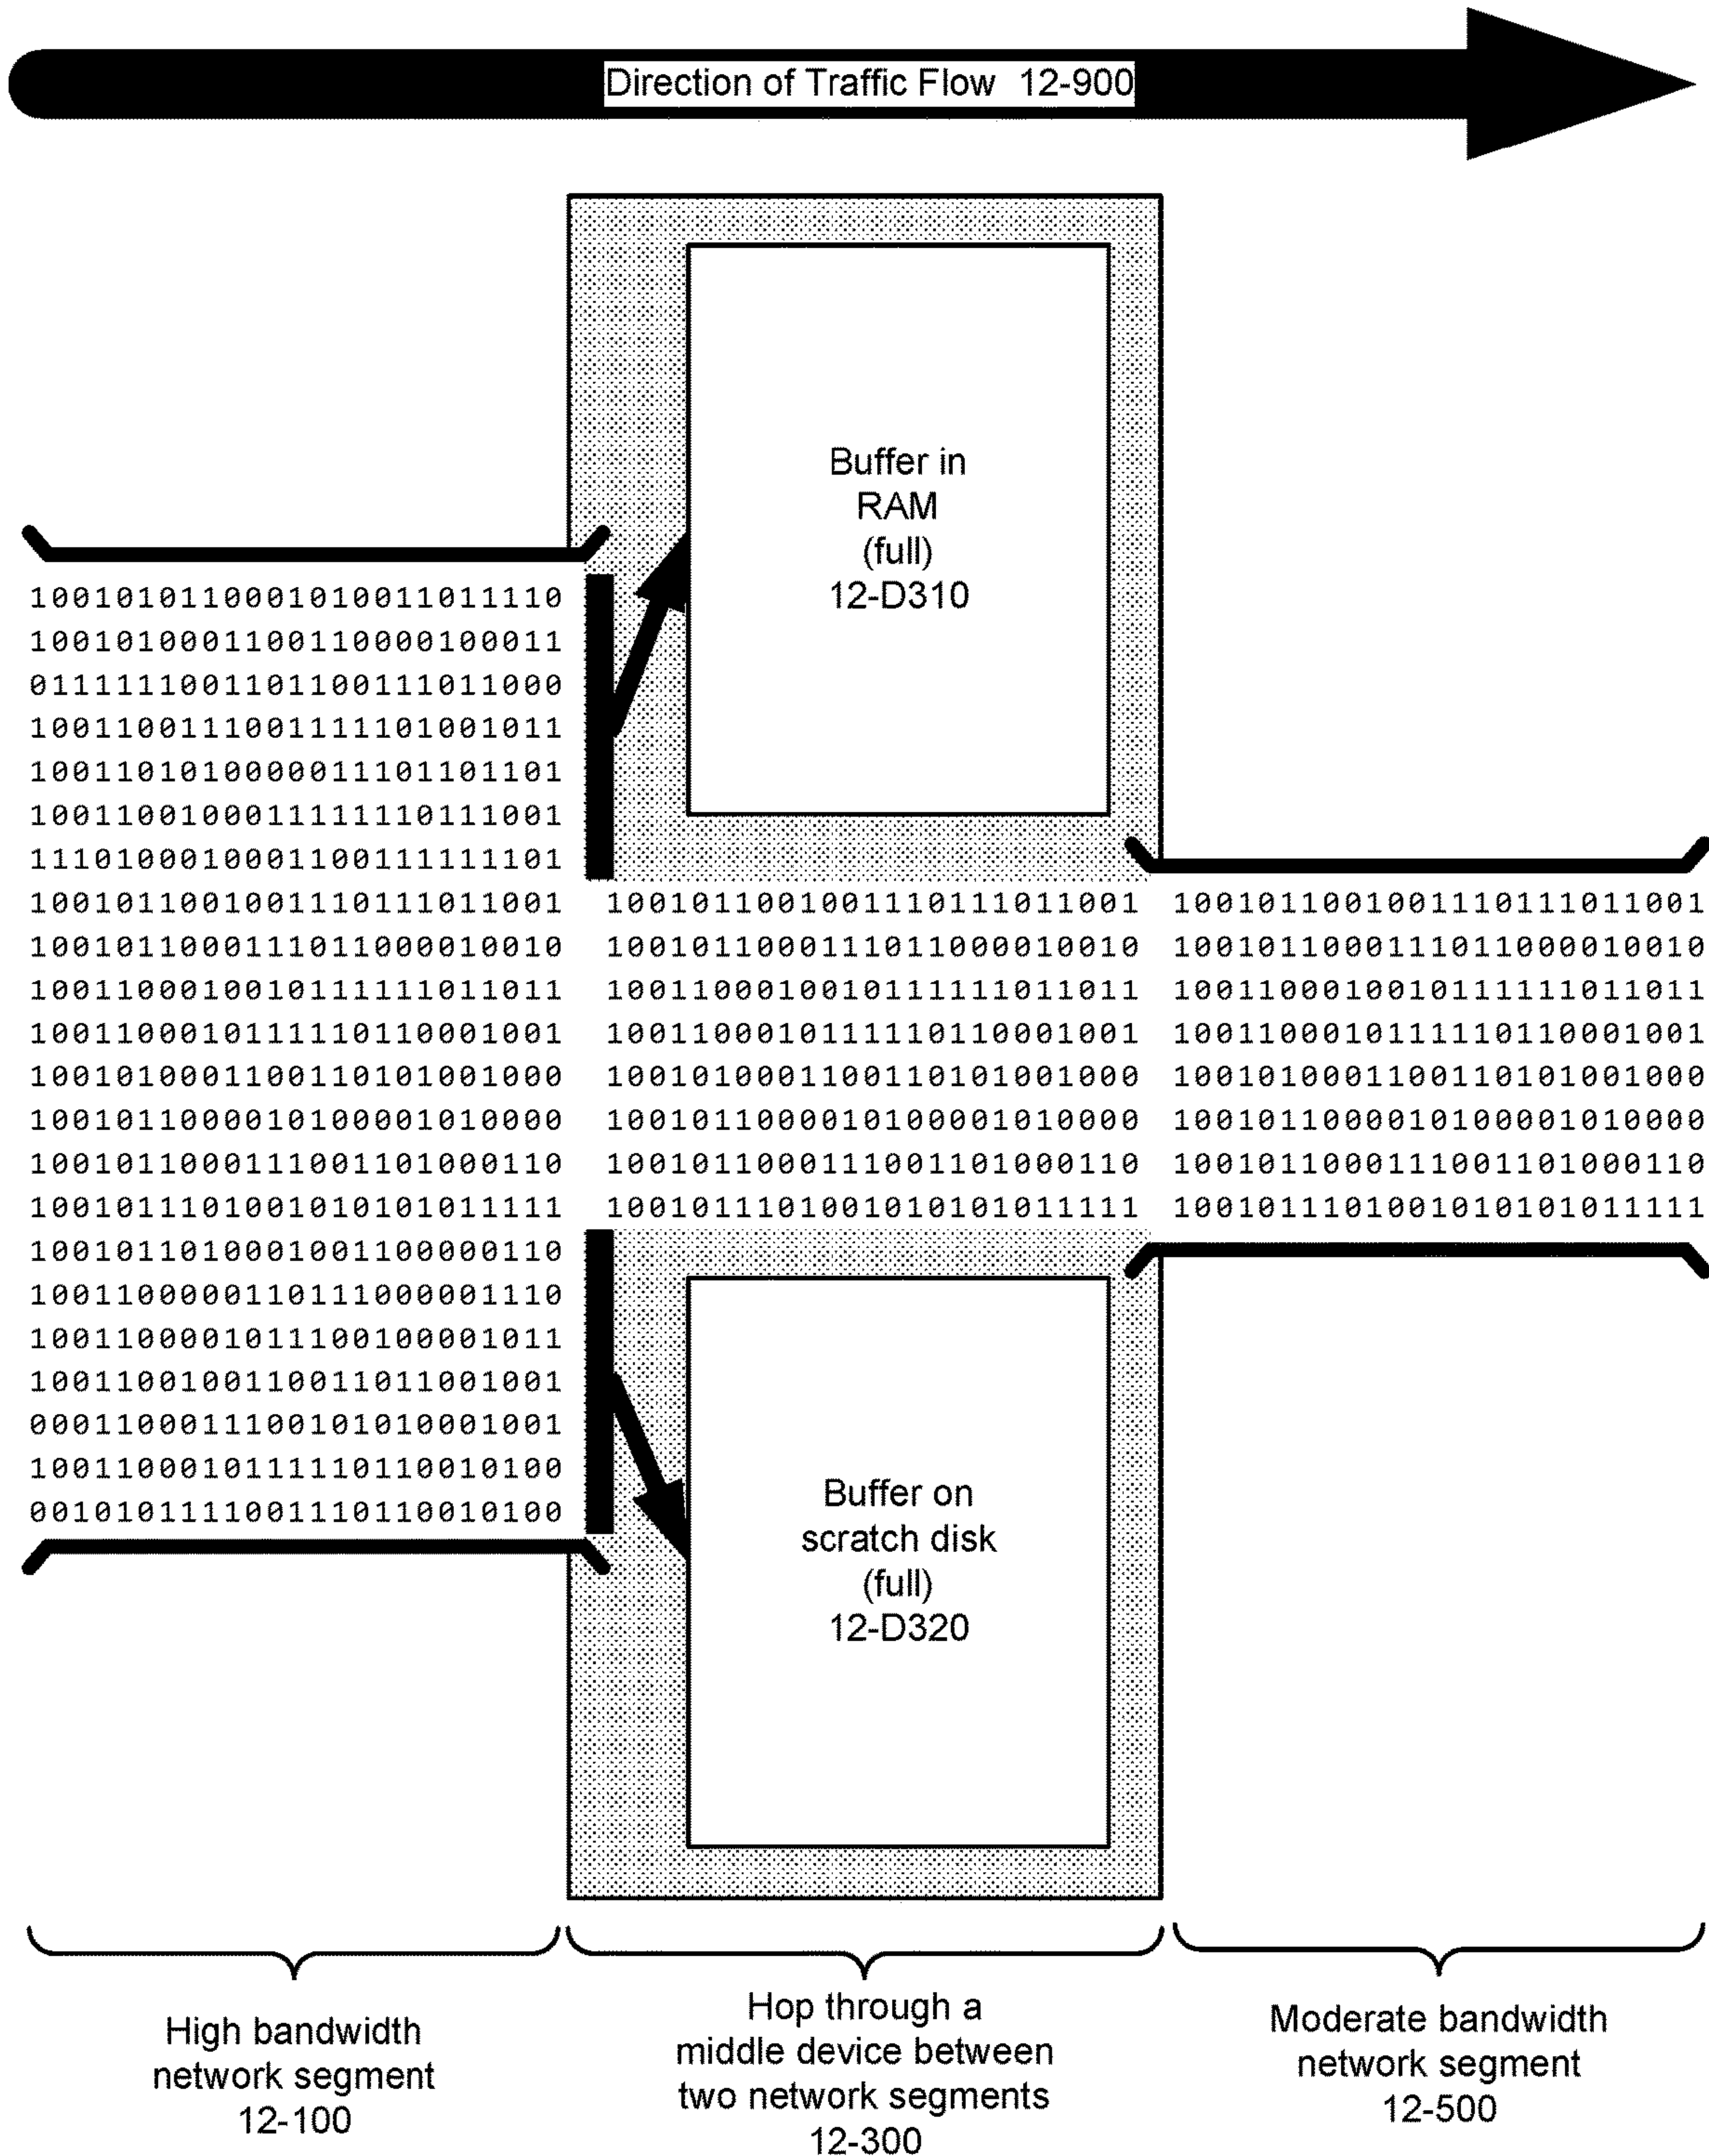 Direction of Traffic Flow 12-900
Buffer in
RAM
(full)
12-D310
1001010110001010011011110
1001010001100110000100011
0111111001101100111011000
1001100111001111101001011
1001101010000011101101101
1001100100011111110111001
1110100010001100111111101
1001011001001110111011001 1001011001001110111011001 1001011001001110111011001
1001011000111011000010010 1001011000111011000010010 1001011000111011000010010
1001100010010111111011011 1001100010010111111011011 1001100010010111111011011
1001100010111110110001001 1001100010111110110001001 1001100010111110110001001
1001010001100110101001000 1001010001100110101001000 1001010001100110101001000
1001011000010100001010000 1001011000010100001010000 1001011000010100001010000
1001011000111001101000110 1001011000111001101000110 1001011000111001101000110
1001011101001010101011111 1001011101001010101011111 1001011101001010101011111
1001011010001001100000110
1001100000110111000001110
1001100001011100100001011
1001100100110011011001001
0001100011100101010001001
1001100010111110110010100
0010101111001110110010100
Buffer on
scratch disk
(full)
12-D320
High bandwidth
network segment
12-100
Hop through a
middle device between
two network segments
12-300
Moderate bandwidth
network segment
12-500